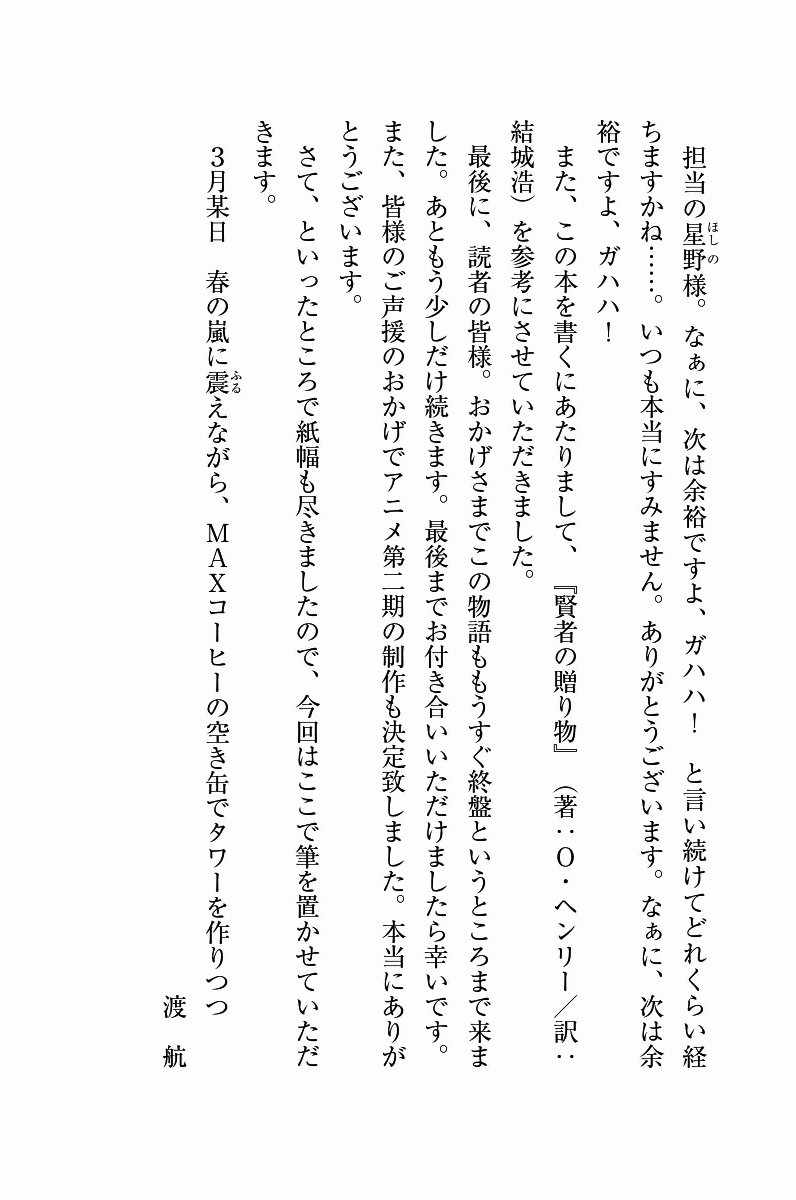 担当の星野様。なぁに、次は余裕ですよ、ガハハ！　と言い続けてどれくらい経
ほしの
ちますかね……。いつも本当にすみません。ありがとうございます。なぁに、次は余
裕ですよ、ガハハ！
また、この本を書くにあたりまして、『賢者の贈り物』（著：Ｏ・ヘンリー／訳：
結城浩）を参考にさせていただきました。
最後に、読者の皆様。おかげさまでこの物語ももうすぐ終盤というところまで来ま
した。あともう少しだけ続きます。最後までお付き合いいただけましたら幸いです。
また、皆様のご声援のおかげでアニメ第二期の制作も決定致しました。本当にありが
とうございます。
さて、といったところで紙幅も尽きましたので、今回はここで筆を置かせていただ
きます。
３月某日　春の嵐に震えながら、ＭＡＸコーヒーの空き缶でタワーを作りつつ
ふる
渡　航